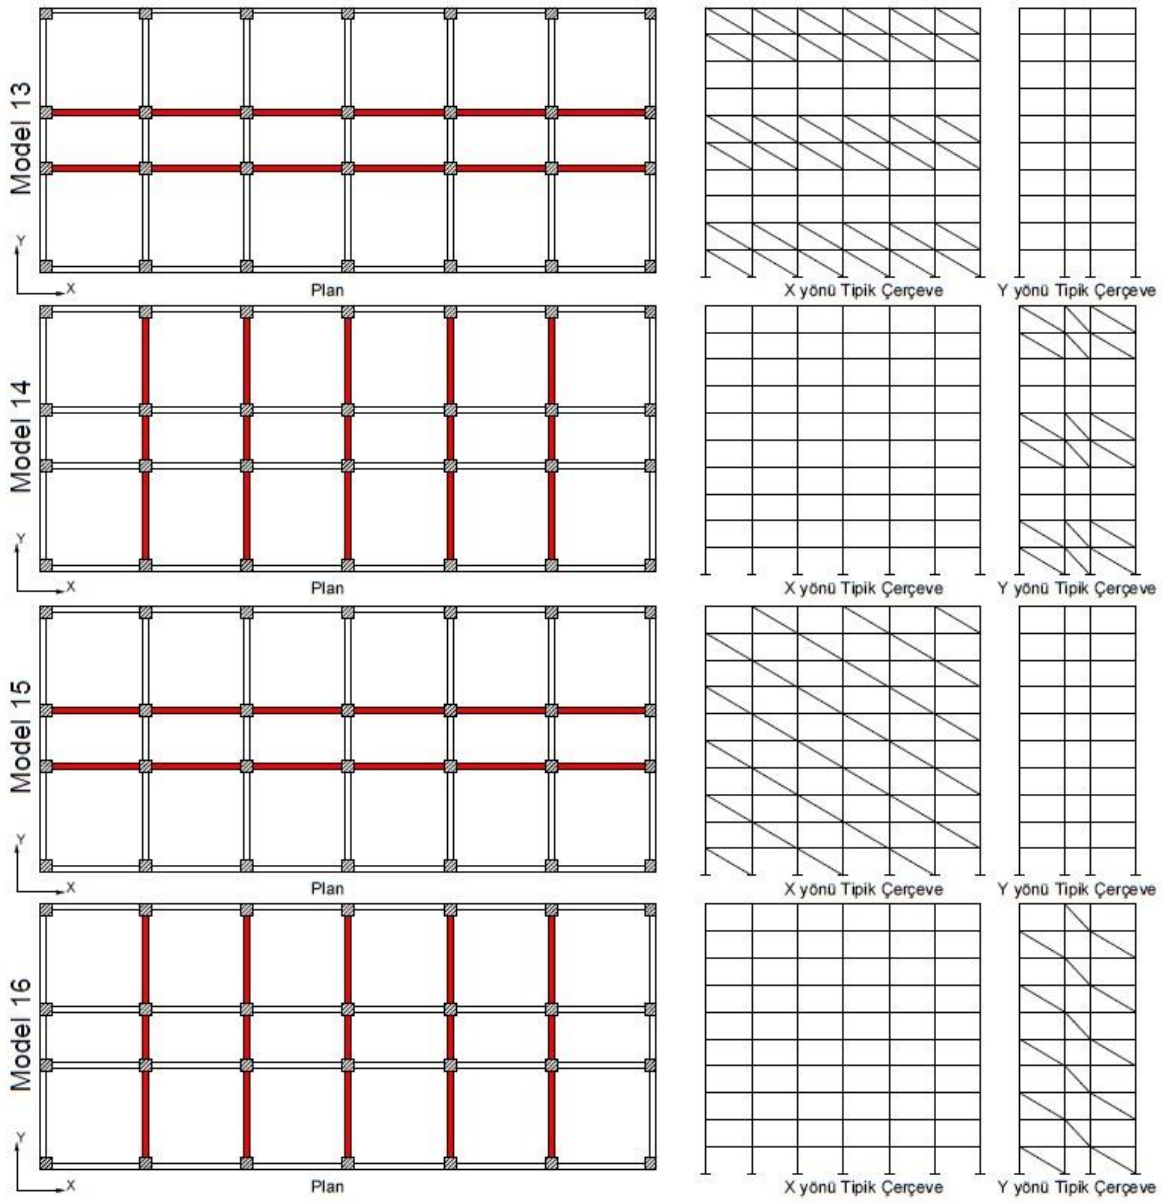 Model 13
Y
X
Plan
X yönü Tipik Çerçeve
Y yönü Tipik Çerçeve
Model 14
Y
X
Plan
X yönü Tipik Çerçeve
Y yönü Tipik Çerçeve
Model 15
Y
X
Plan
X yönü Tipik Çerçeve
Y yönü Tipik Çerçeve
Model 16
Y
X
Plan
X yönü Tipik Çerçeve
Y yönü Tipik Çerçeve